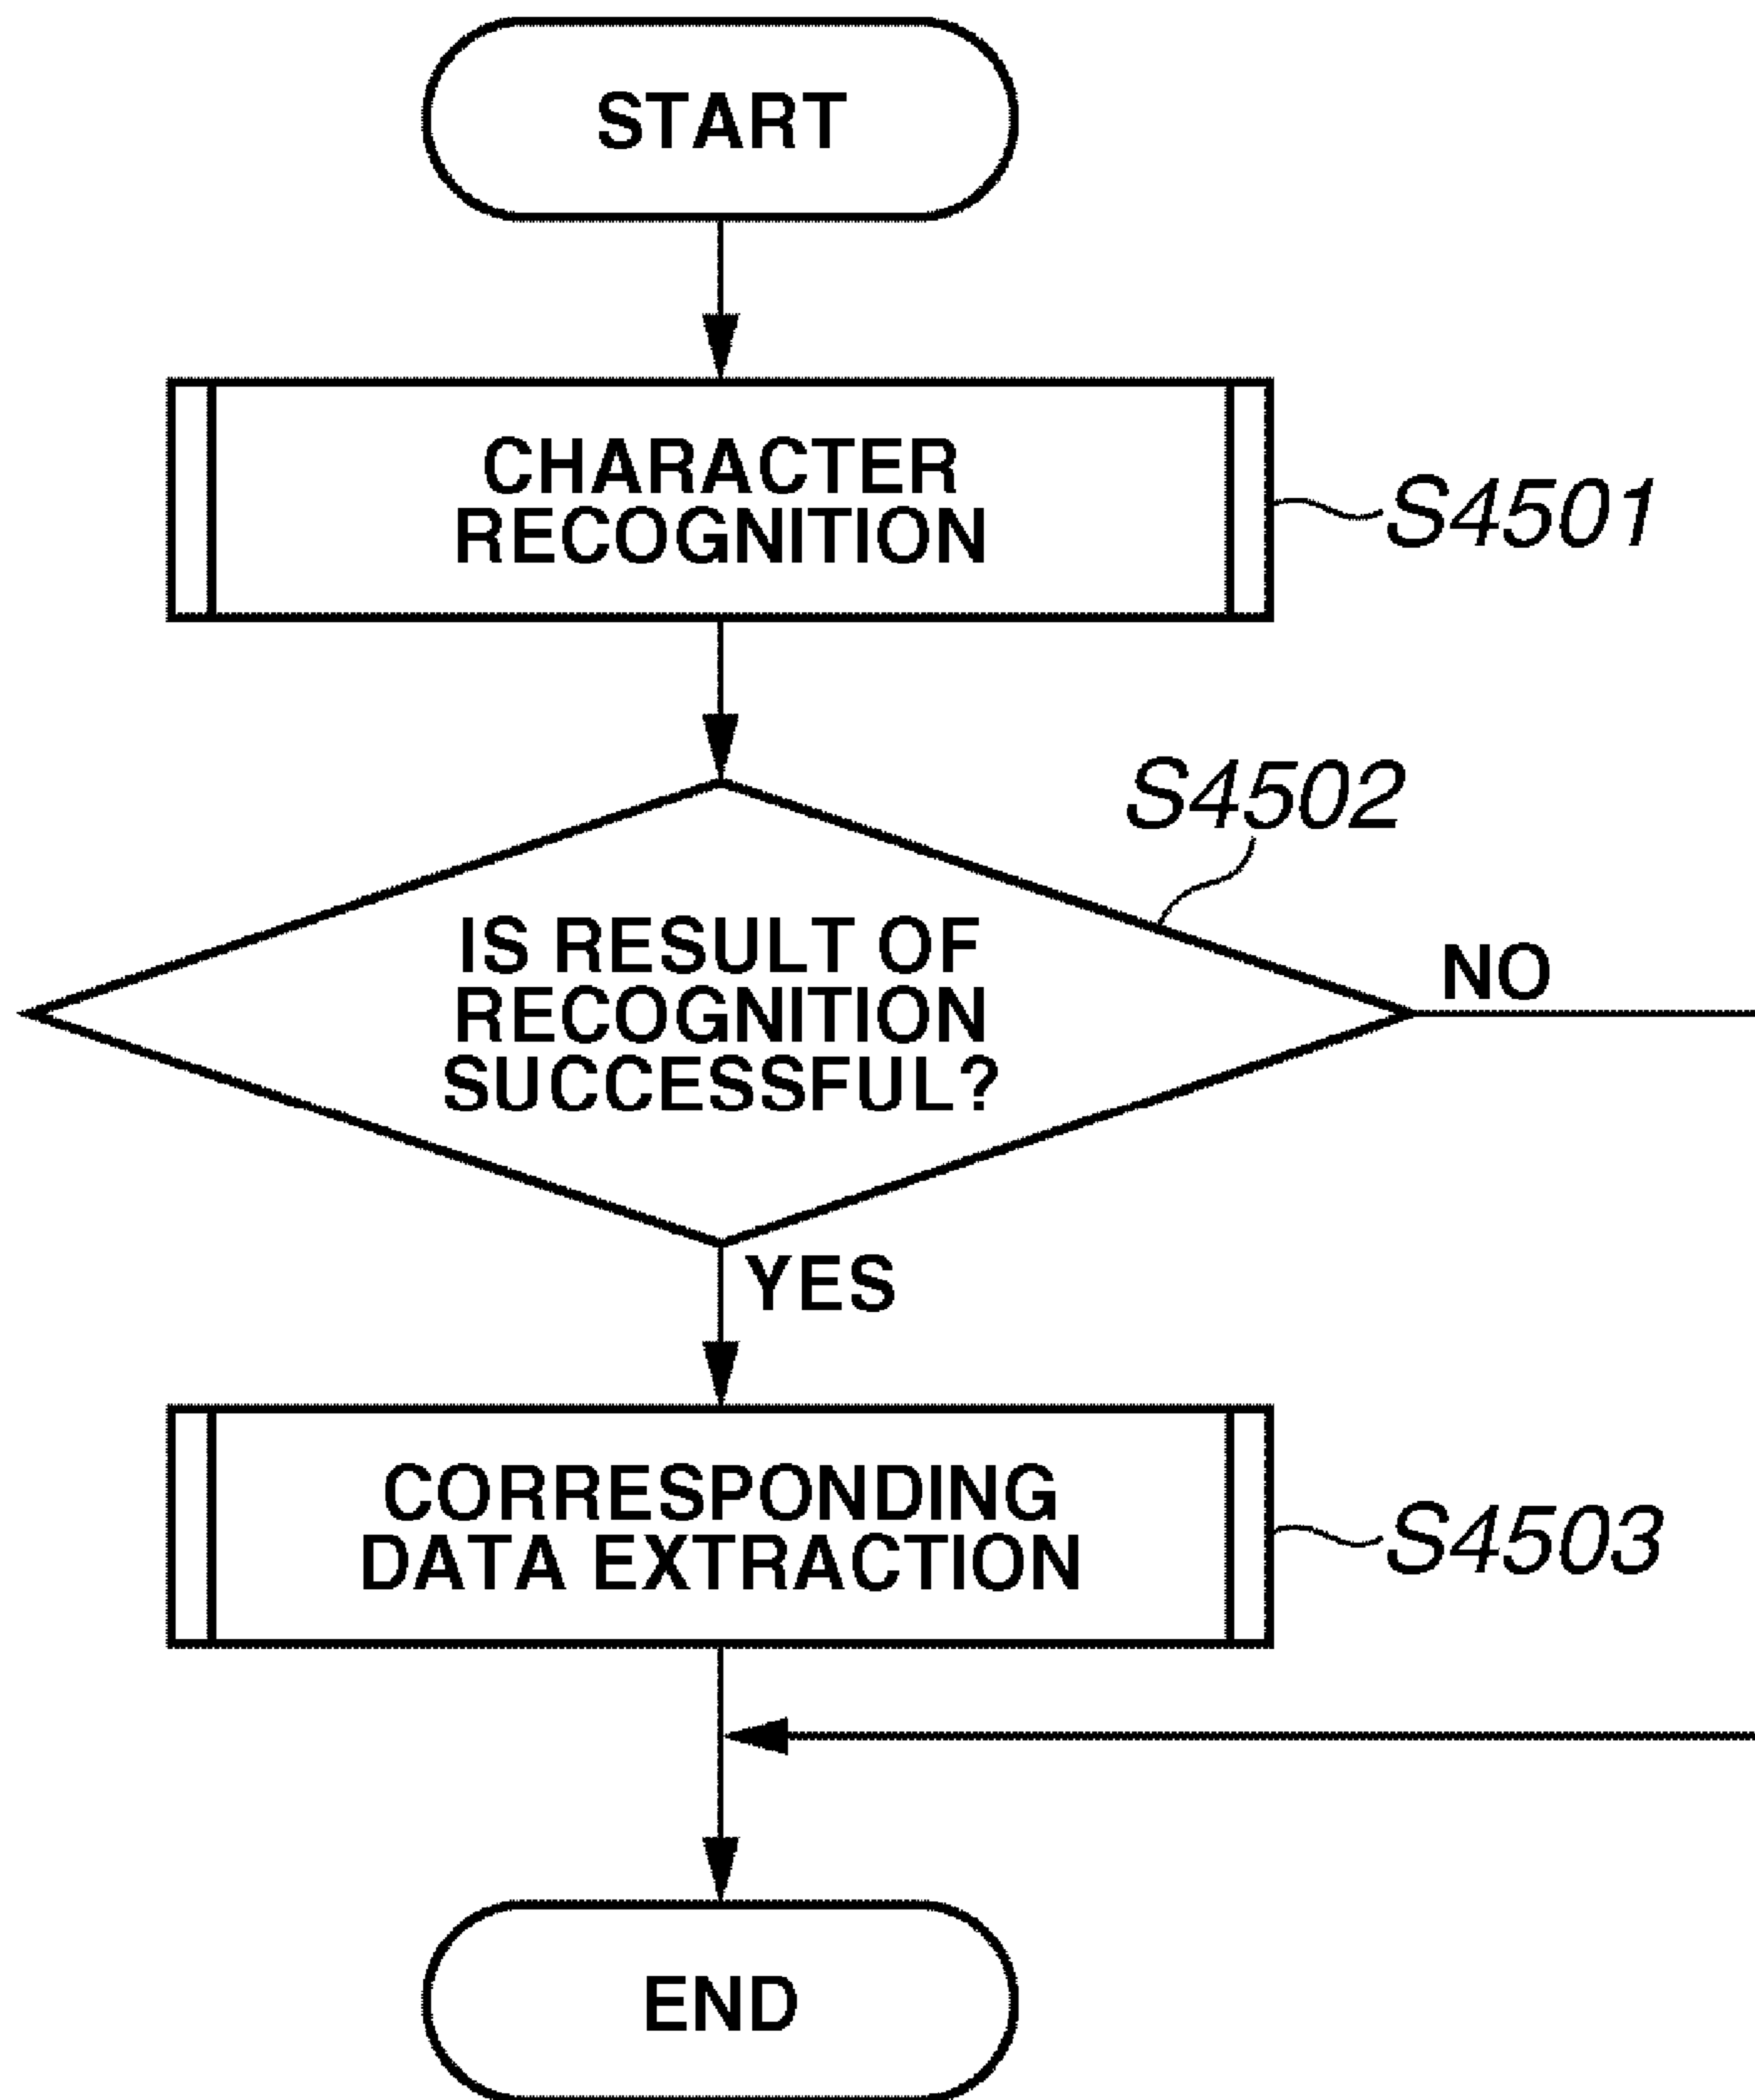 START
CHARACTER
RECOGNITION
S4501
S4502
IS RESULT OF
RECOGNITION
SUCCESSFUL?
NO
YES
CORRESPONDING
DATA EXTRACTION
S4503
END